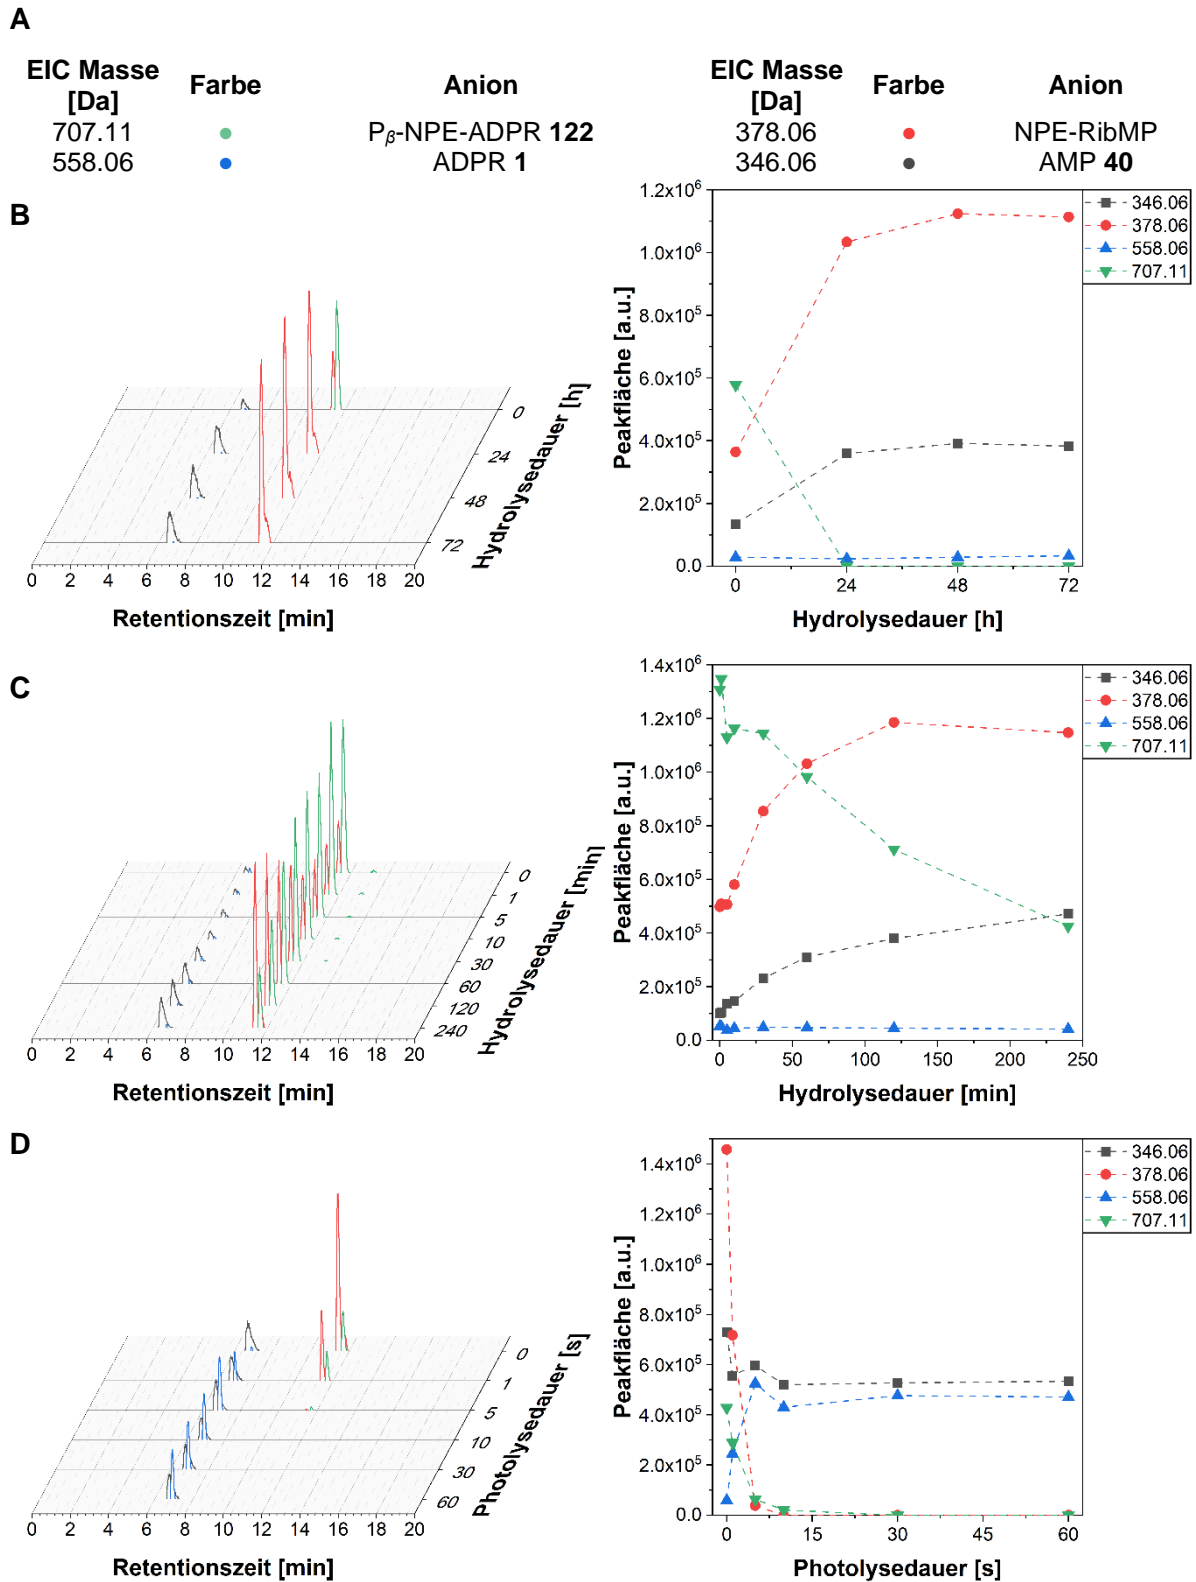 A
EIC Masse [Da] Farbe Anion EIC Masse [Da] Farbe Anion
707.11 Pβ-NPE-ADPR 122 378.06 NPE-RibMP
558.06 ADPR 1 346.06 AMP 40
B
0
24
48
72
Hydrolysedauer [h]
0 2 4 6 8 10 12 14 16 18 20
Retentionszeit [min]
1.2x10⁶
1.0x10⁶
8.0x10⁵
6.0x10⁵
4.0x10⁵
2.0x10⁵
0.0
Peakfläche [a.u.]
346.06
378.06
558.06
707.11
0 24 48 72
Hydrolysedauer [h]
C
0
1
5
10
30
60
120
240
Hydrolysedauer [min]
0 2 4 6 8 10 12 14 16 18 20
Retentionszeit [min]
1.4x10⁶
1.2x10⁶
1.0x10⁶
8.0x10⁵
6.0x10⁵
4.0x10⁵
2.0x10⁵
0.0
Peakfläche [a.u.]
346.06
378.06
558.06
707.11
0 50 100 150 200 250
Hydrolysedauer [min]
D
0
1
5
10
30
60
Photolysedauer [s]
0 2 4 6 8 10 12 14 16 18 20
Retentionszeit [min]
1.4x10⁶
1.2x10⁶
1.0x10⁶
8.0x10⁵
6.0x10⁵
4.0x10⁵
2.0x10⁵
0.0
Peakfläche [a.u.]
346.06
378.06
558.06
707.11
0 15 30 45 60
Photolysedauer [s]